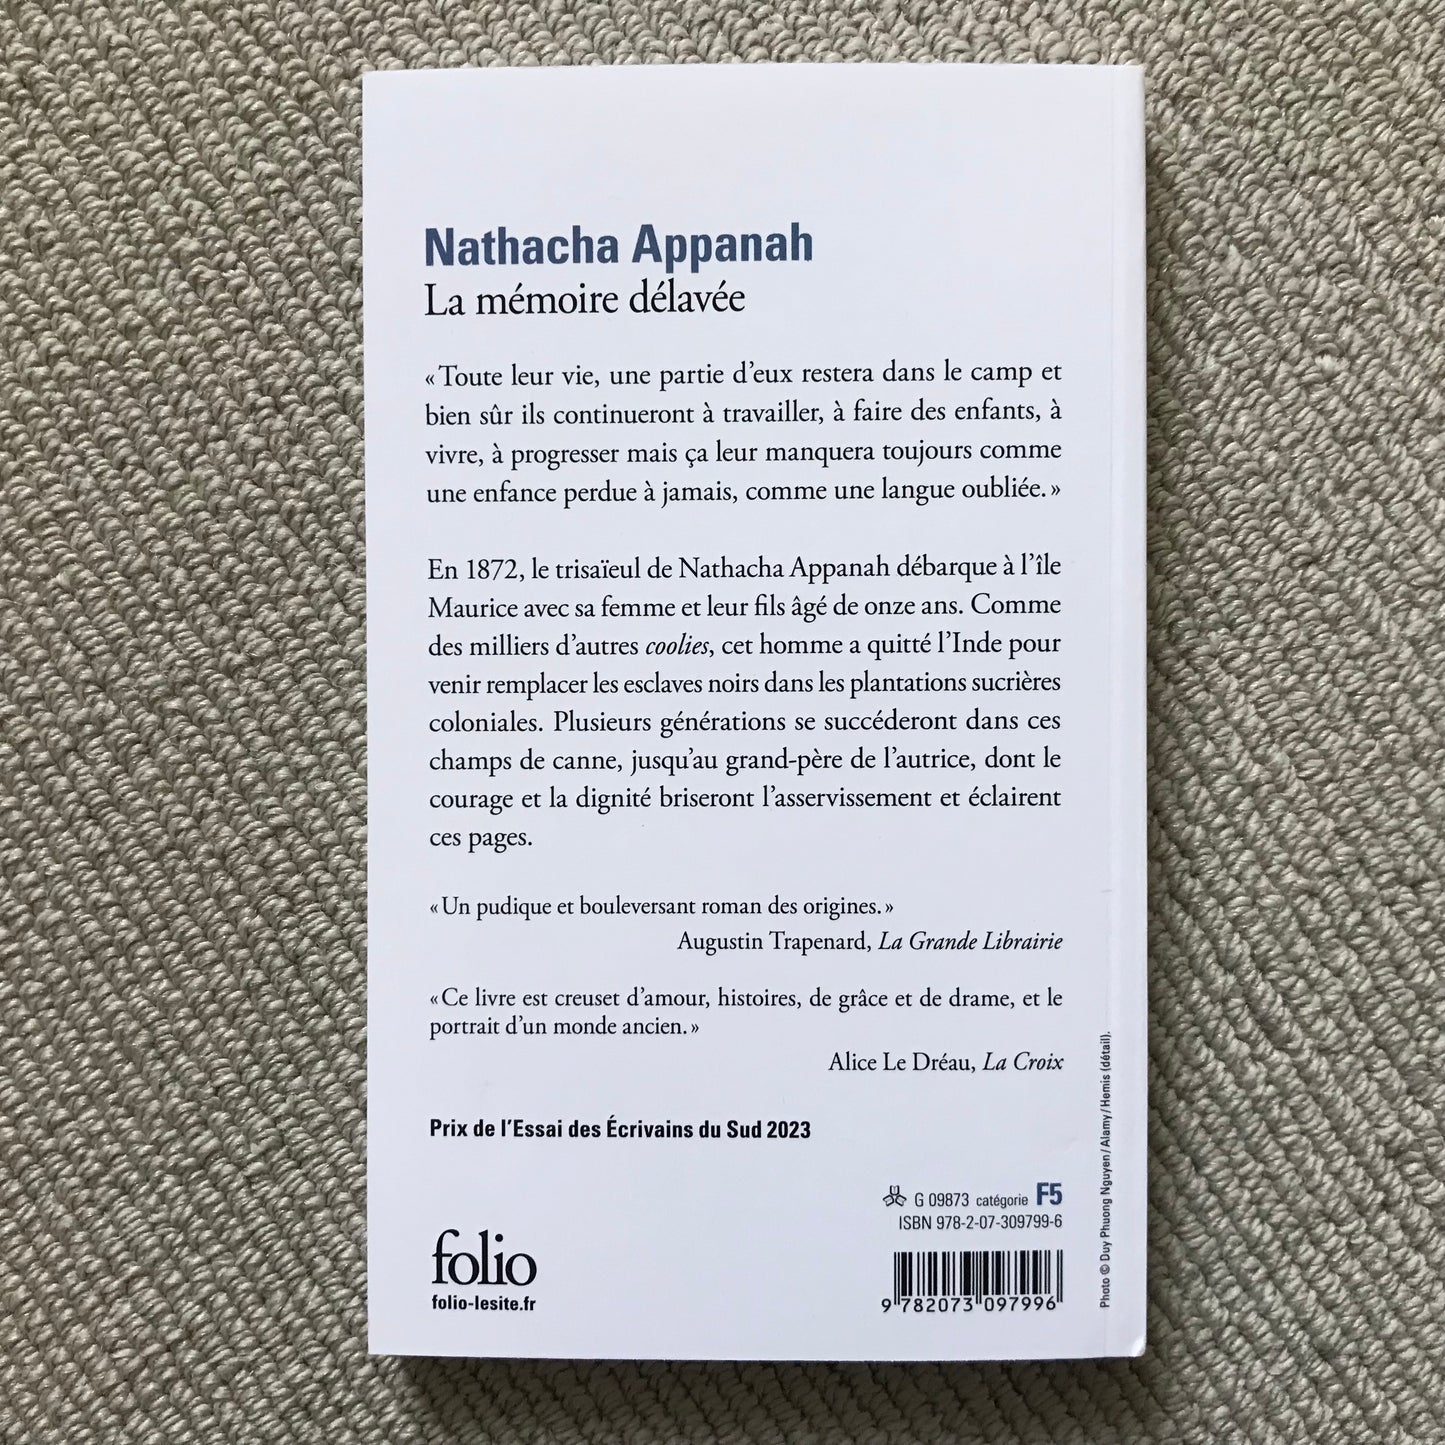 Nathacha Appanah
La mémoire délavée
« Toute leur vie, une partie d’eux restera dans le camp et
bien sûr ils continueront à travailler, à faire des enfants, à
vivre, à progresser mais ça leur manquera toujours comme
une enfance perdue à jamais, comme une langue oubliée. »
En 1872, le trisaïeul de Nathacha Appanah débarque à l’île
Maurice avec sa femme et leur fils âgé de onze ans. Comme
des milliers d’autres coolies, cet homme a quitté l’Inde pour
venir remplacer les esclaves noirs dans les plantations sucrières
coloniales. Plusieurs générations se succéderont dans ces
champs de canne, jusqu’au grand-père de l’autrice, dont le
courage et la dignité briseront l’asservissement et éclairent
ces pages.
« Un pudique et bouleversant roman des origines. »
Augustin Trapenard, La Grande Librairie
« Ce livre est creuset d’amour, histoires, de grâce et de drame, et le
portrait d’un monde ancien. »
Alice Le Dréau, La Croix
Prix de l’Essai des Écrivains du Sud 2023
G 09873 catégorie F5
ISBN 978-2-07-309799-6
9 782073 097996
folio
folio-lesite.fr
Photo © Duy Phuong Nguyen / Alamy / Hemis (détail).